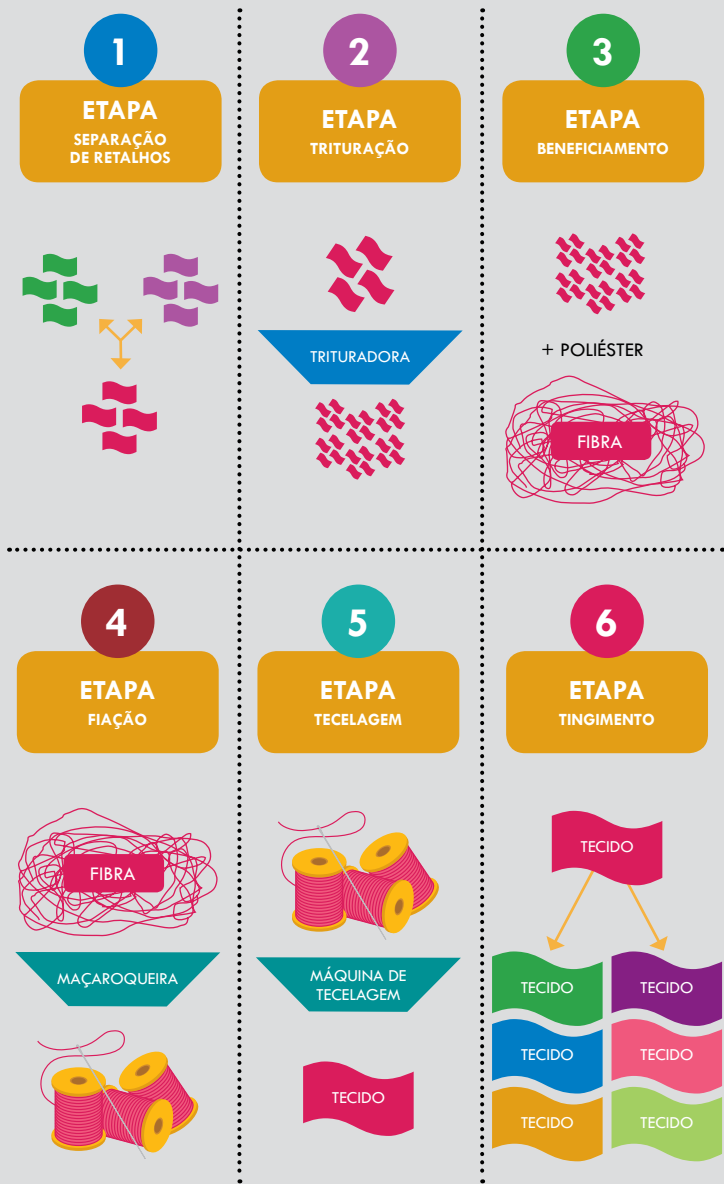 1
ETAPA
SEPARAÇÃO
DE RETALHOS
2
ETAPA
TRITURAÇÃO
TRITURADORA
3
ETAPA
BENEFICIAMENTO
+ POLIÉSTER
FIBRA
4
ETAPA
FIAÇÃO
FIBRA
MAÇAROQUEIRA
5
ETAPA
TECELAGEM
MÁQUINA DE
TECELAGEM
TECIDO
6
ETAPA
TINGIMENTO
TECIDO
TECIDO
TECIDO
TECIDO
TECIDO
TECIDO
TECIDO